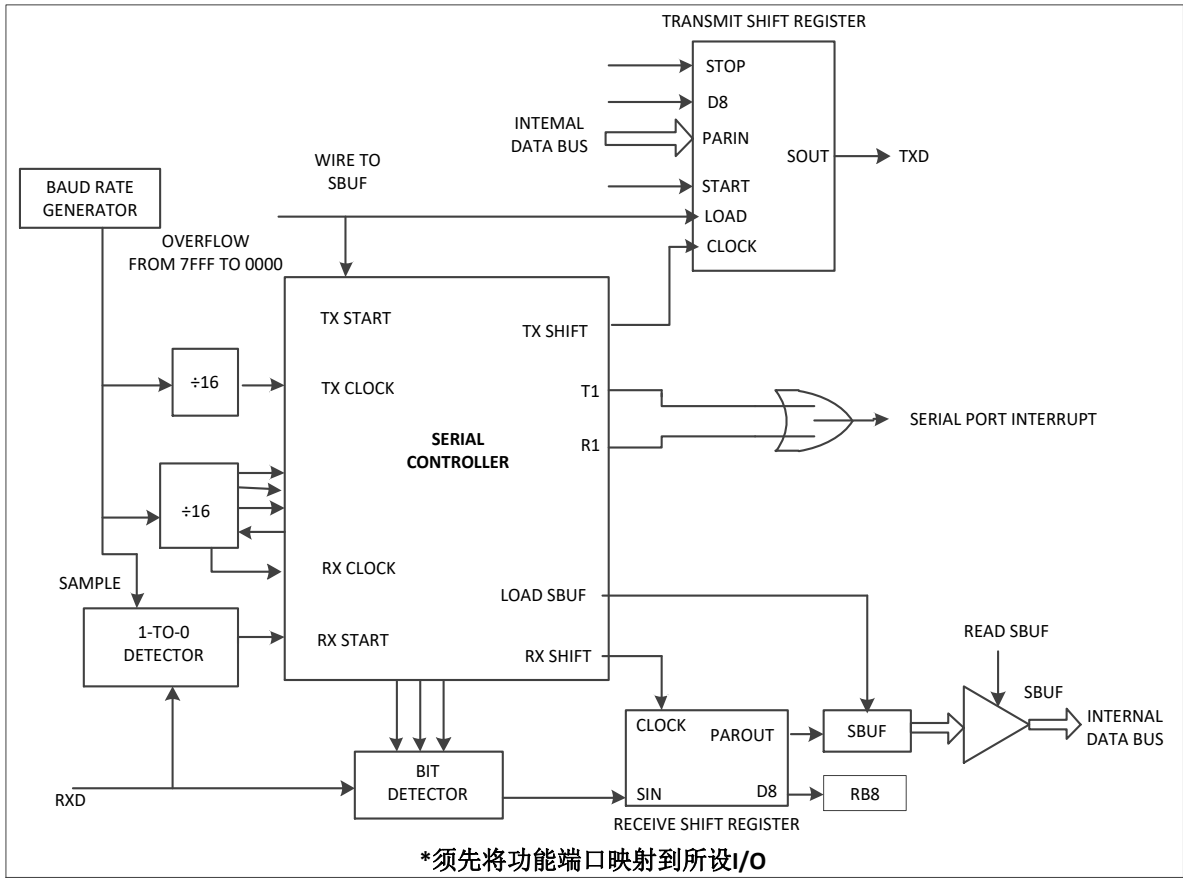 TRANSMIT SHIFT REGISTER
STOP
D8
INTEMAL
DATA BUS
PARIN
SOUT
TXD
START
LOAD
CLOCK
WIRE TO
SBUF
BAUD RATE
GENERATOR
OVERFLOW
FROM 7FFF TO 0000
TX START
TX SHIFT
÷16
TX CLOCK
T1
SERIAL PORT INTERRUPT
R1
SERIAL
CONTROLLER
÷16
RX CLOCK
SAMPLE
LOAD SBUF
1-TO-0
DETECTOR
RX START
RX SHIFT
READ SBUF
SBUF
CLOCK
PAROUT
SBUF
INTERNAL
DATA BUS
BIT
DETECTOR
RXD
SIN
D8
RB8
RECEIVE SHIFT REGISTER
*须先将功能端口映射到所设I/O